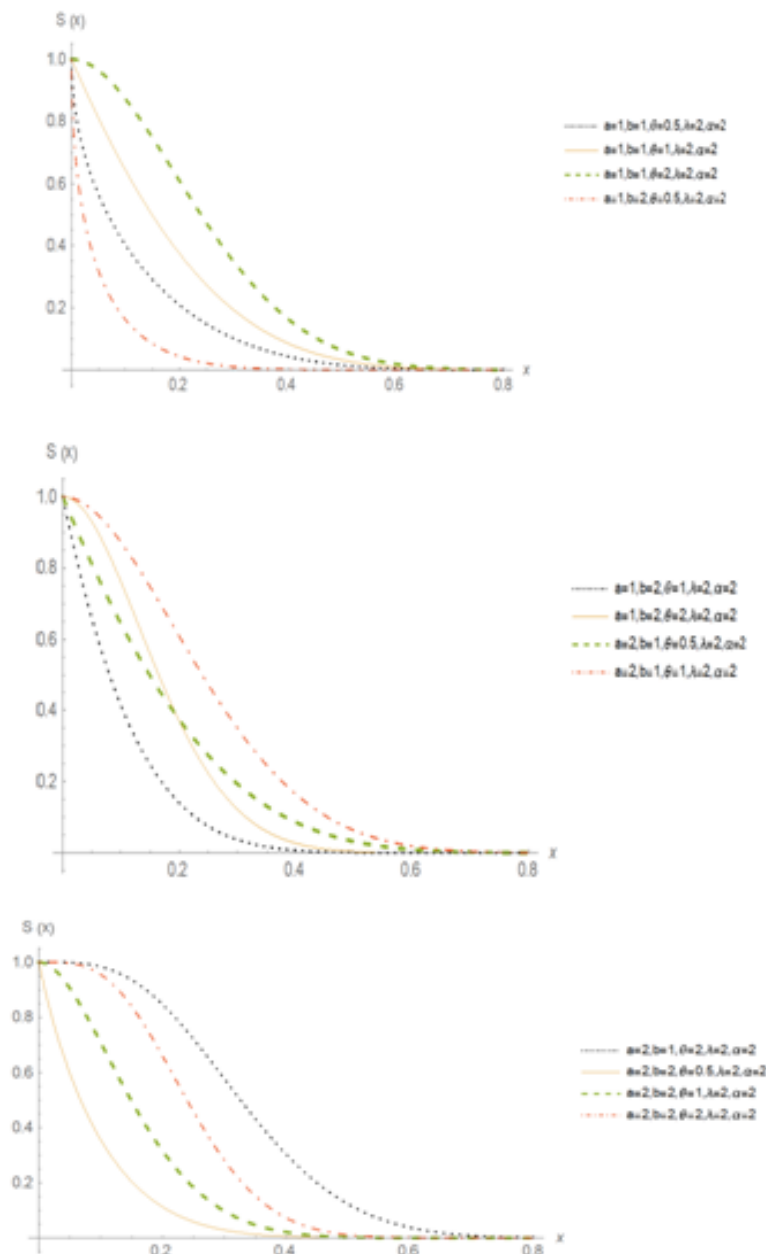 S (x)
1.0
0.8
0.6
0.4
0.2
0.2
0.4
0.6
0.8
x
a=1,b=1,θ=0.5,λ=2,α=2
a=1,b=1,θ=1,λ=2,α=2
a=1,b=1,θ=2,λ=2,α=2
a=1,b=2,θ=0.5,λ=2,α=2
S (x)
1.0
0.8
0.6
0.4
0.2
0.2
0.4
0.6
0.8
x
a=1,b=2,θ=1,λ=2,α=2
a=1,b=2,θ=2,λ=2,α=2
a=2,b=1,θ=0.5,λ=2,α=2
a=2,b=1,θ=1,λ=2,α=2
S (x)
1.0
0.8
0.6
0.4
0.2
0.2
0.4
0.6
0.8
x
a=2,b=1,θ=2,λ=2,α=2
a=2,b=2,θ=0.5,λ=2,α=2
a=2,b=2,θ=1,λ=2,α=2
a=2,b=2,θ=2,λ=2,α=2